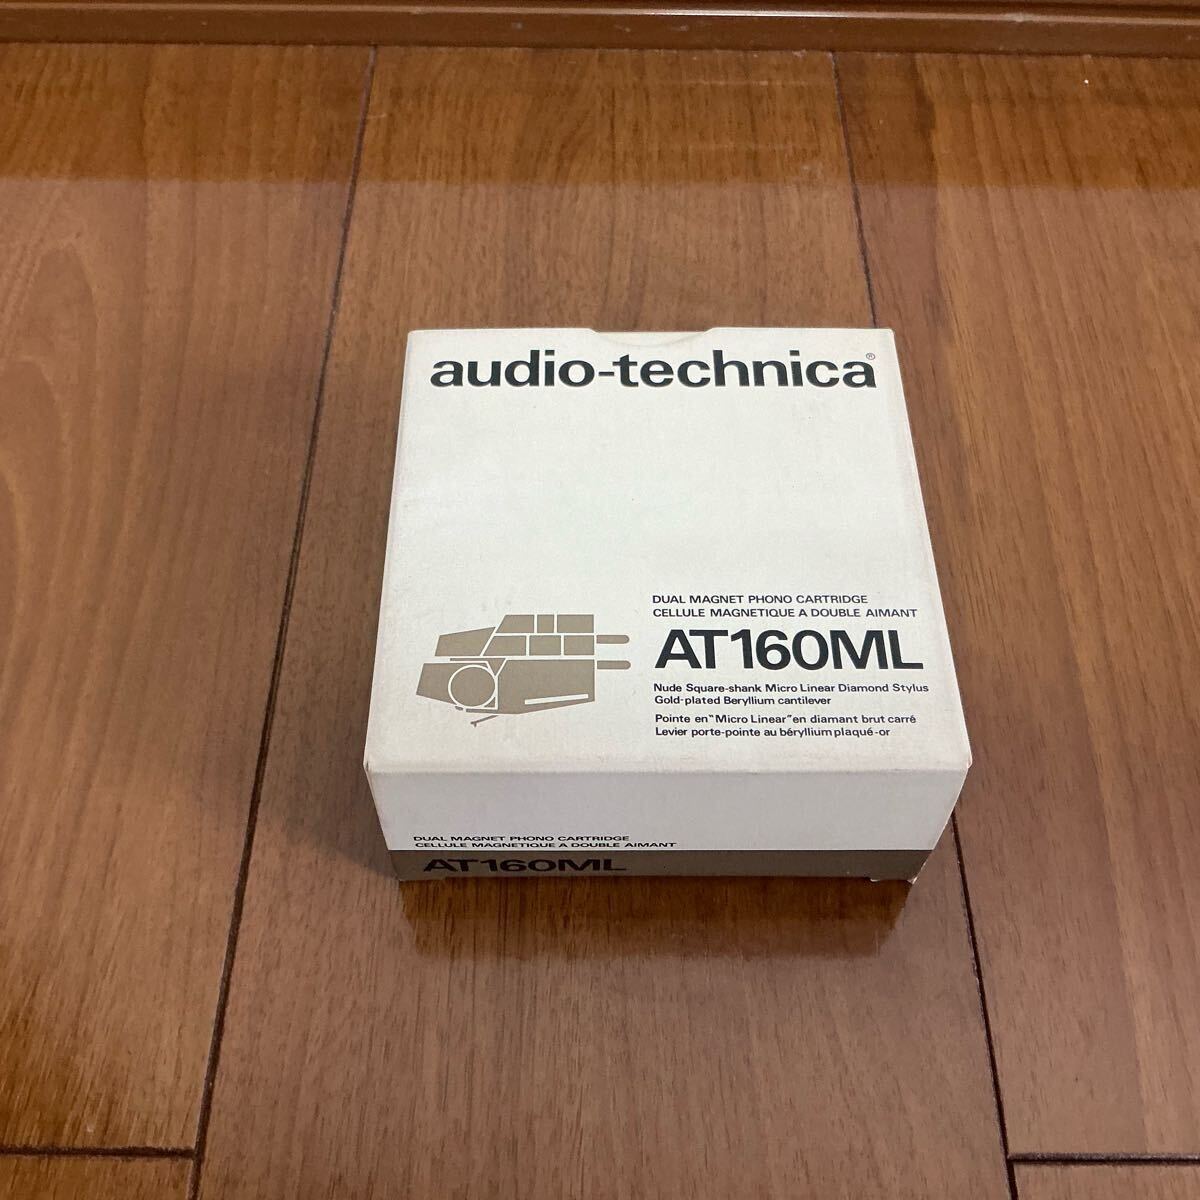 audio-technica®
DUAL MAGNET PHONO CARTRIDGE
CELLULE MAGNETIQUE A DOUBLE AIMANT
AT160ML
Nude Square-shank Micro Linear Diamond Stylus
Gold-plated Beryllium cantilever
Pointe en "Micro Linear" en diamant brut carré
Levier porte-pointe au béryllium plaqué-or
DUAL MAGNET PHONO CARTRIDGE
CELLULE MAGNETIQUE A DOUBLE AIMANT
AT160ML